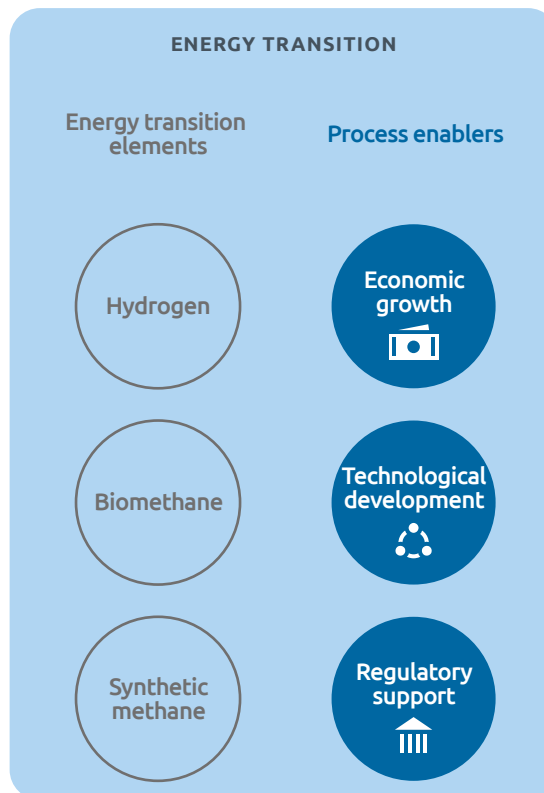 ENERGY TRANSITION
Energy transition
elements
Process enablers
Hydrogen
Economic
growth
Biomethane
Technological
development
Synthetic
methane
Regulatory
support